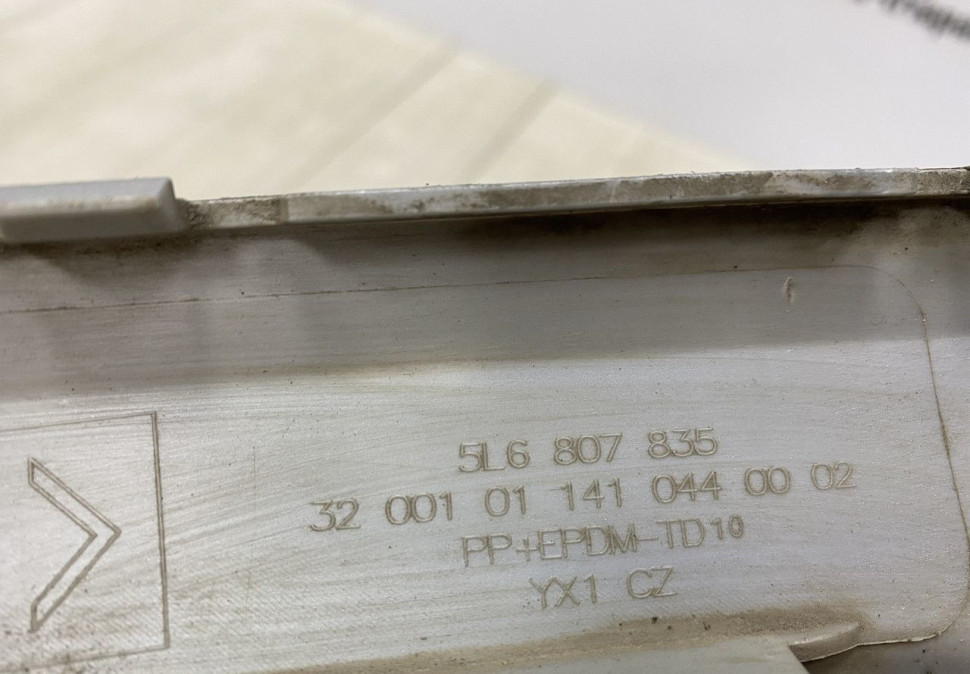 5L6 807 835
32 001 01 141 044 00 02
PP+EPDM-TD10
YX1 CZ